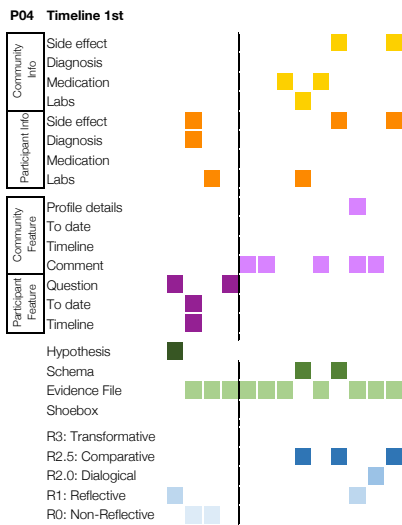 P04 Timeline 1st
Community Info
Side effect
Diagnosis
Medication
Labs
Participant Info
Side effect
Diagnosis
Medication
Labs
Community Feature
Profile details
To date
Timeline
Comment
Participant Feature
Question
To date
Timeline
Hypothesis
Schema
Evidence File
Shoebox
R3: Transformative
R2.5: Comparative
R2.0: Dialogical
R1: Reflective
R0: Non-Reflective